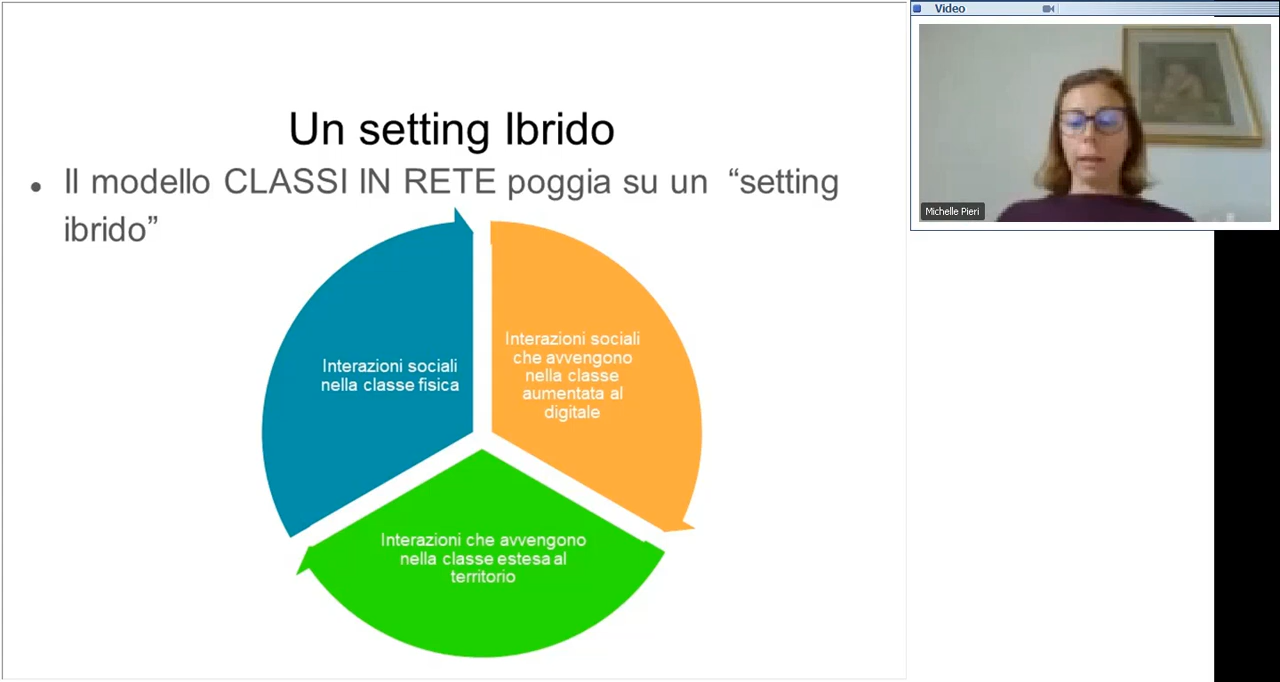 Un setting Ibrido
Il modello CLASSI IN RETE poggia su un “setting
ibrido”
Interazioni sociali
nella classe fisica
Interazioni sociali
che avvengono
nella classe
aumentata al
digitale
Interazioni che avvengono
nella classe estesa al
territorio
Video
Michelle Pieri